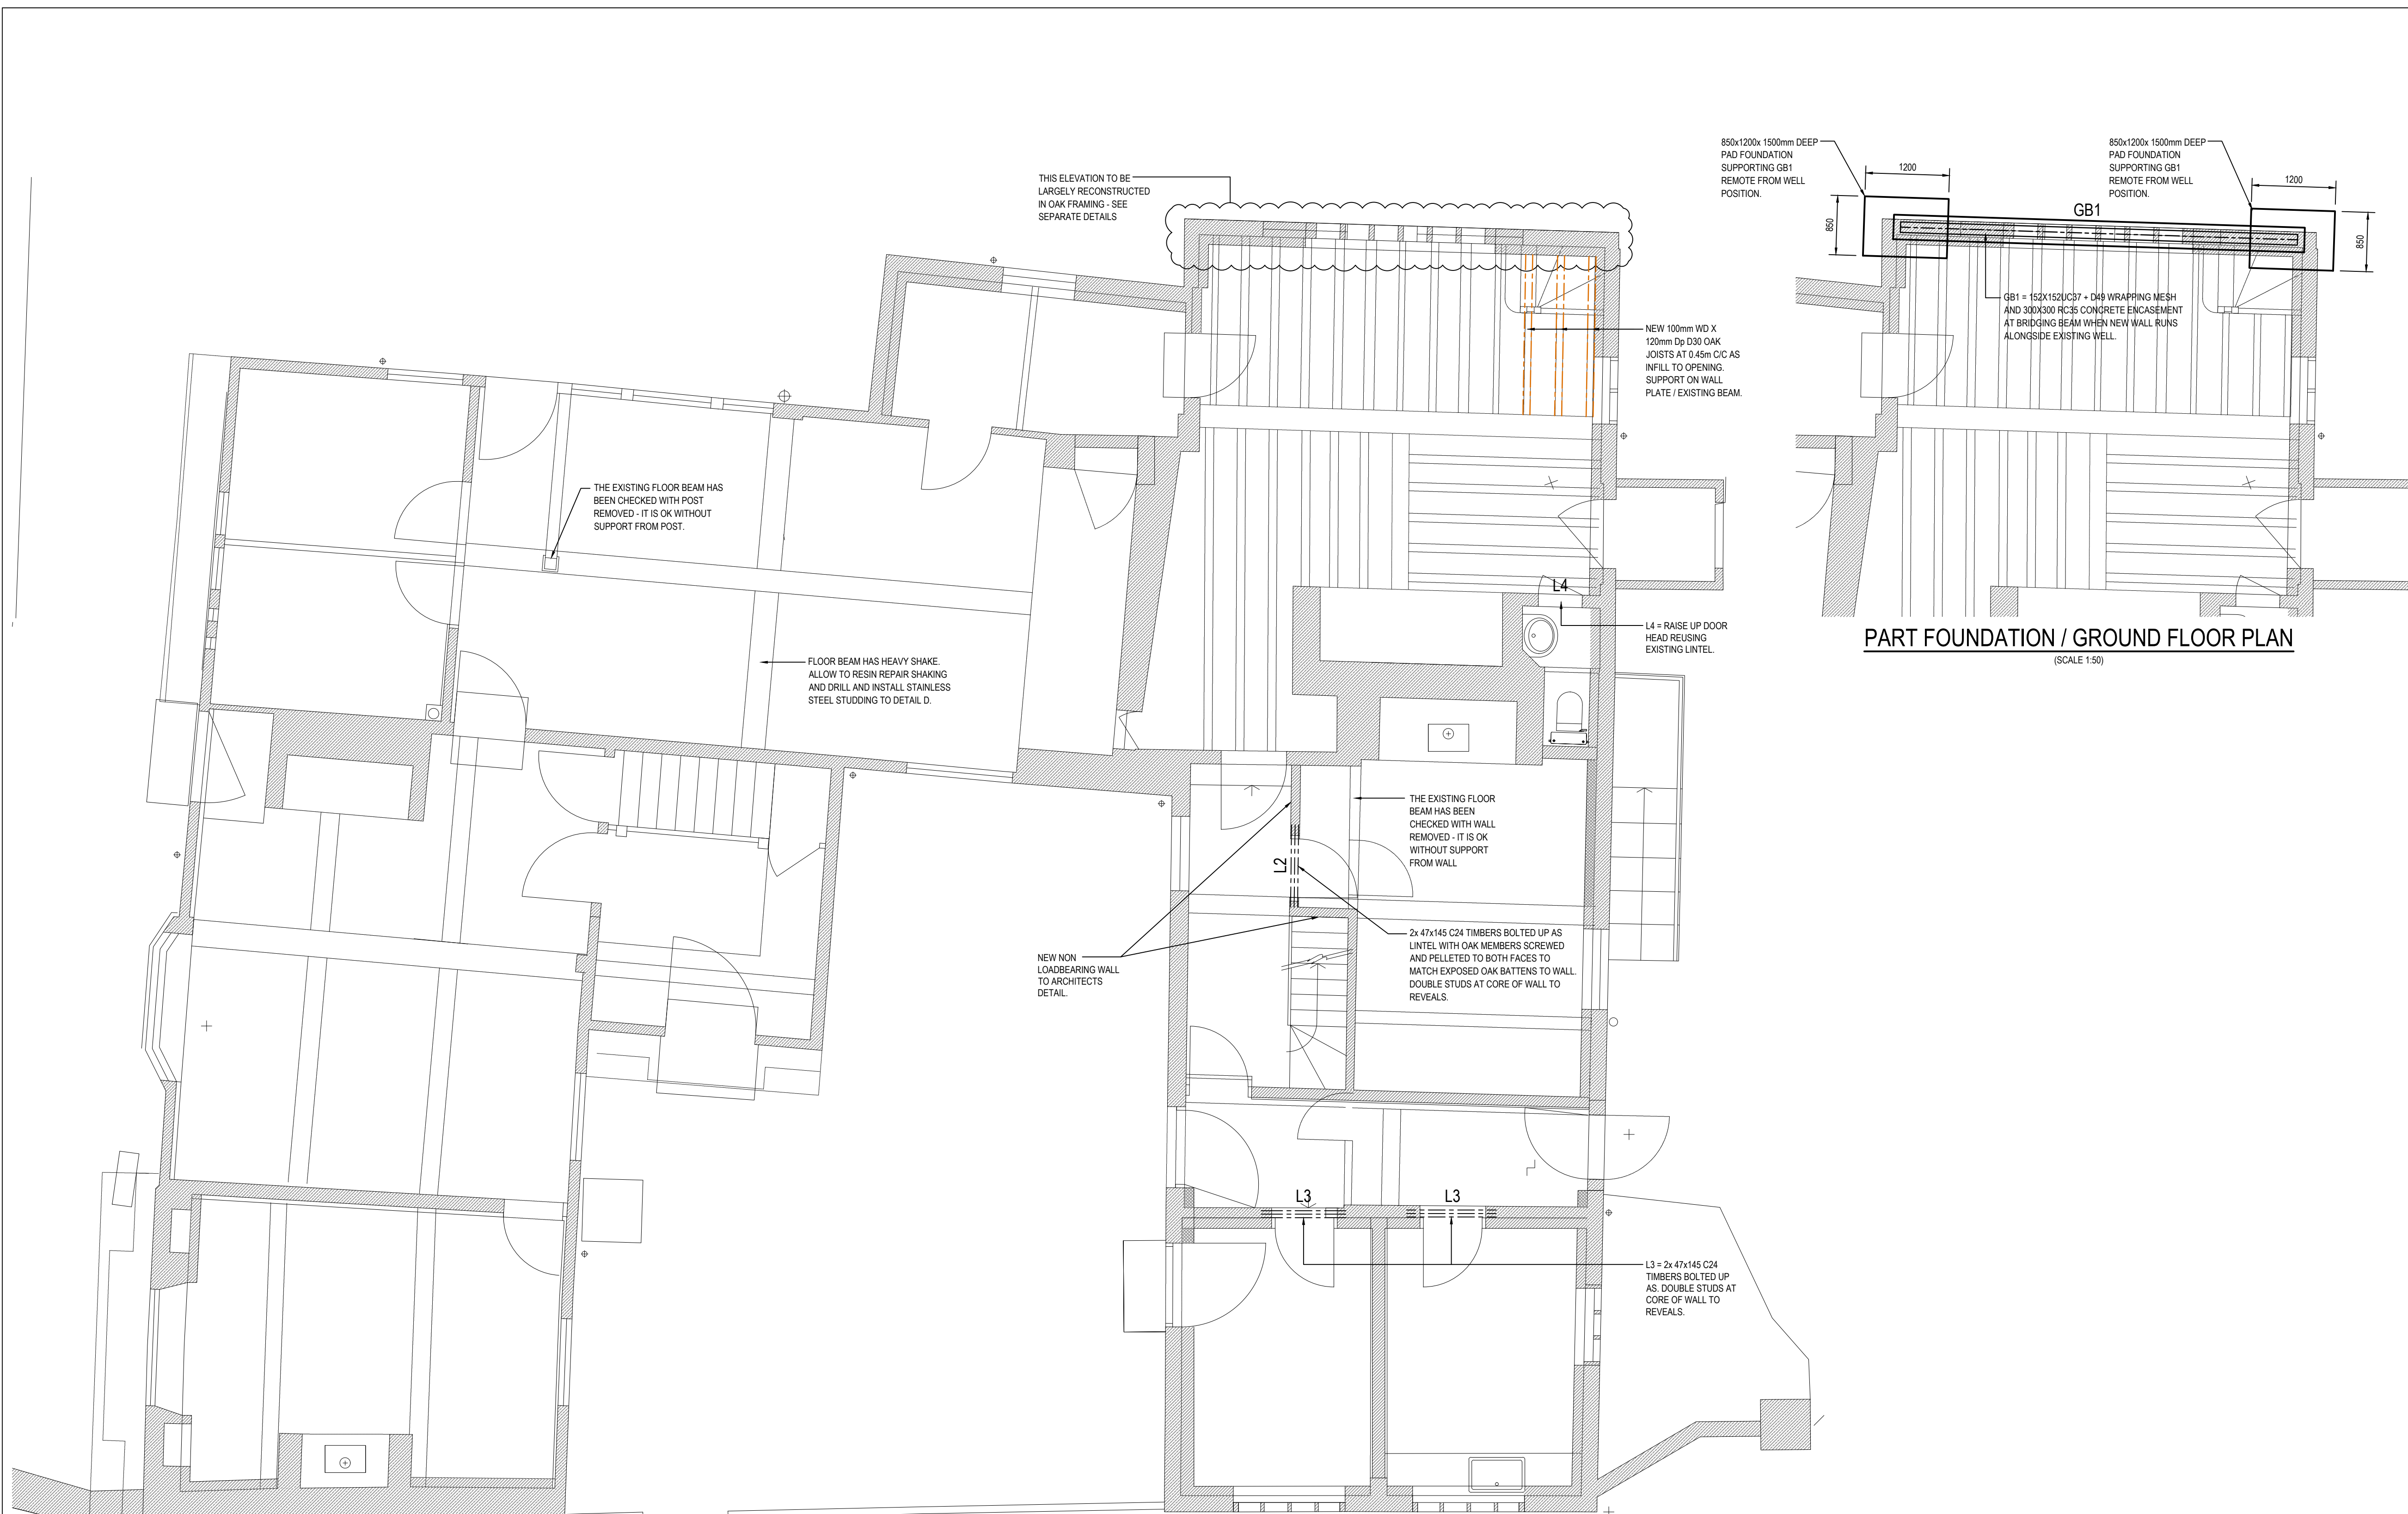 THIS ELEVATION TO BE
LARGELY RECONSTRUCTED
IN OAK FRAMING - SEE
SEPARATE DETAILS
850x1200x 1500mm DEEP
PAD FOUNDATION
SUPPORTING GB1
REMOTE FROM WELL
POSITION.
850x1200x 1500mm DEEP
PAD FOUNDATION
SUPPORTING GB1
REMOTE FROM WELL
POSITION.
1200
1200
850
GB1
850
GB1 = 152X152UC37 + D49 WRAPPING MESH
AND 300X300 RC35 CONCRETE ENCASEMENT
AT BRIDGING BEAM WHEN NEW WALL RUNS
ALONGSIDE EXISTING WELL.
NEW 100mm WD X
120mm Dp D30 OAK
JOISTS AT 0.45m C/C AS
INFILL TO OPENING.
SUPPORT ON WALL
PLATE / EXISTING BEAM.
THE EXISTING FLOOR BEAM HAS
BEEN CHECKED WITH POST
REMOVED - IT IS OK WITHOUT
SUPPORT FROM POST.
L4
L4 = RAISE UP DOOR
HEAD REUSING
EXISTING LINTEL.
PART FOUNDATION / GROUND FLOOR PLAN
(SCALE 1:50)
FLOOR BEAM HAS HEAVY SHAKE.
ALLOW TO RESIN REPAIR SHAKING
AND DRILL AND INSTALL STAINLESS
STEEL STUDDING TO DETAIL D.
THE EXISTING FLOOR
BEAM HAS BEEN
CHECKED WITH WALL
REMOVED - IT IS OK
WITHOUT SUPPORT
FROM WALL
L2
2x 47x145 C24 TIMBERS BOLTED UP AS
LINTEL WITH OAK MEMBERS SCREWED
AND PELLETED TO BOTH FACES TO
MATCH EXPOSED OAK BATTENS TO WALL.
DOUBLE STUDS AT CORE OF WALL TO
REVEALS.
NEW NON
LOADBEARING WALL
TO ARCHITECTS
DETAIL.
L3
L3
L3 = 2x 47x145 C24
TIMBERS BOLTED UP
AS. DOUBLE STUDS AT
CORE OF WALL TO
REVEALS.